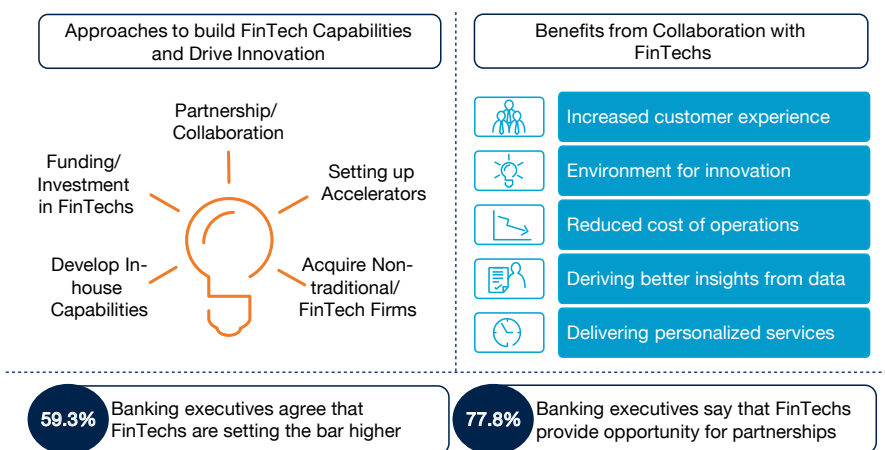 Approaches to build FinTech Capabilities
and Drive Innovation
Partnership/
Collaboration
Funding/
Investment
in FinTechs
Setting up
Accelerators
Develop In-
house
Capabilities
Acquire Non-
traditional/
FinTech Firms
Benefits from Collaboration with
FinTechs
Increased customer experience
Environment for innovation
Reduced cost of operations
Deriving better insights from data
Delivering personalized services
59.3%
Banking executives agree that
FinTechs are setting the bar higher
77.8%
Banking executives say that FinTechs
provide opportunity for partnerships